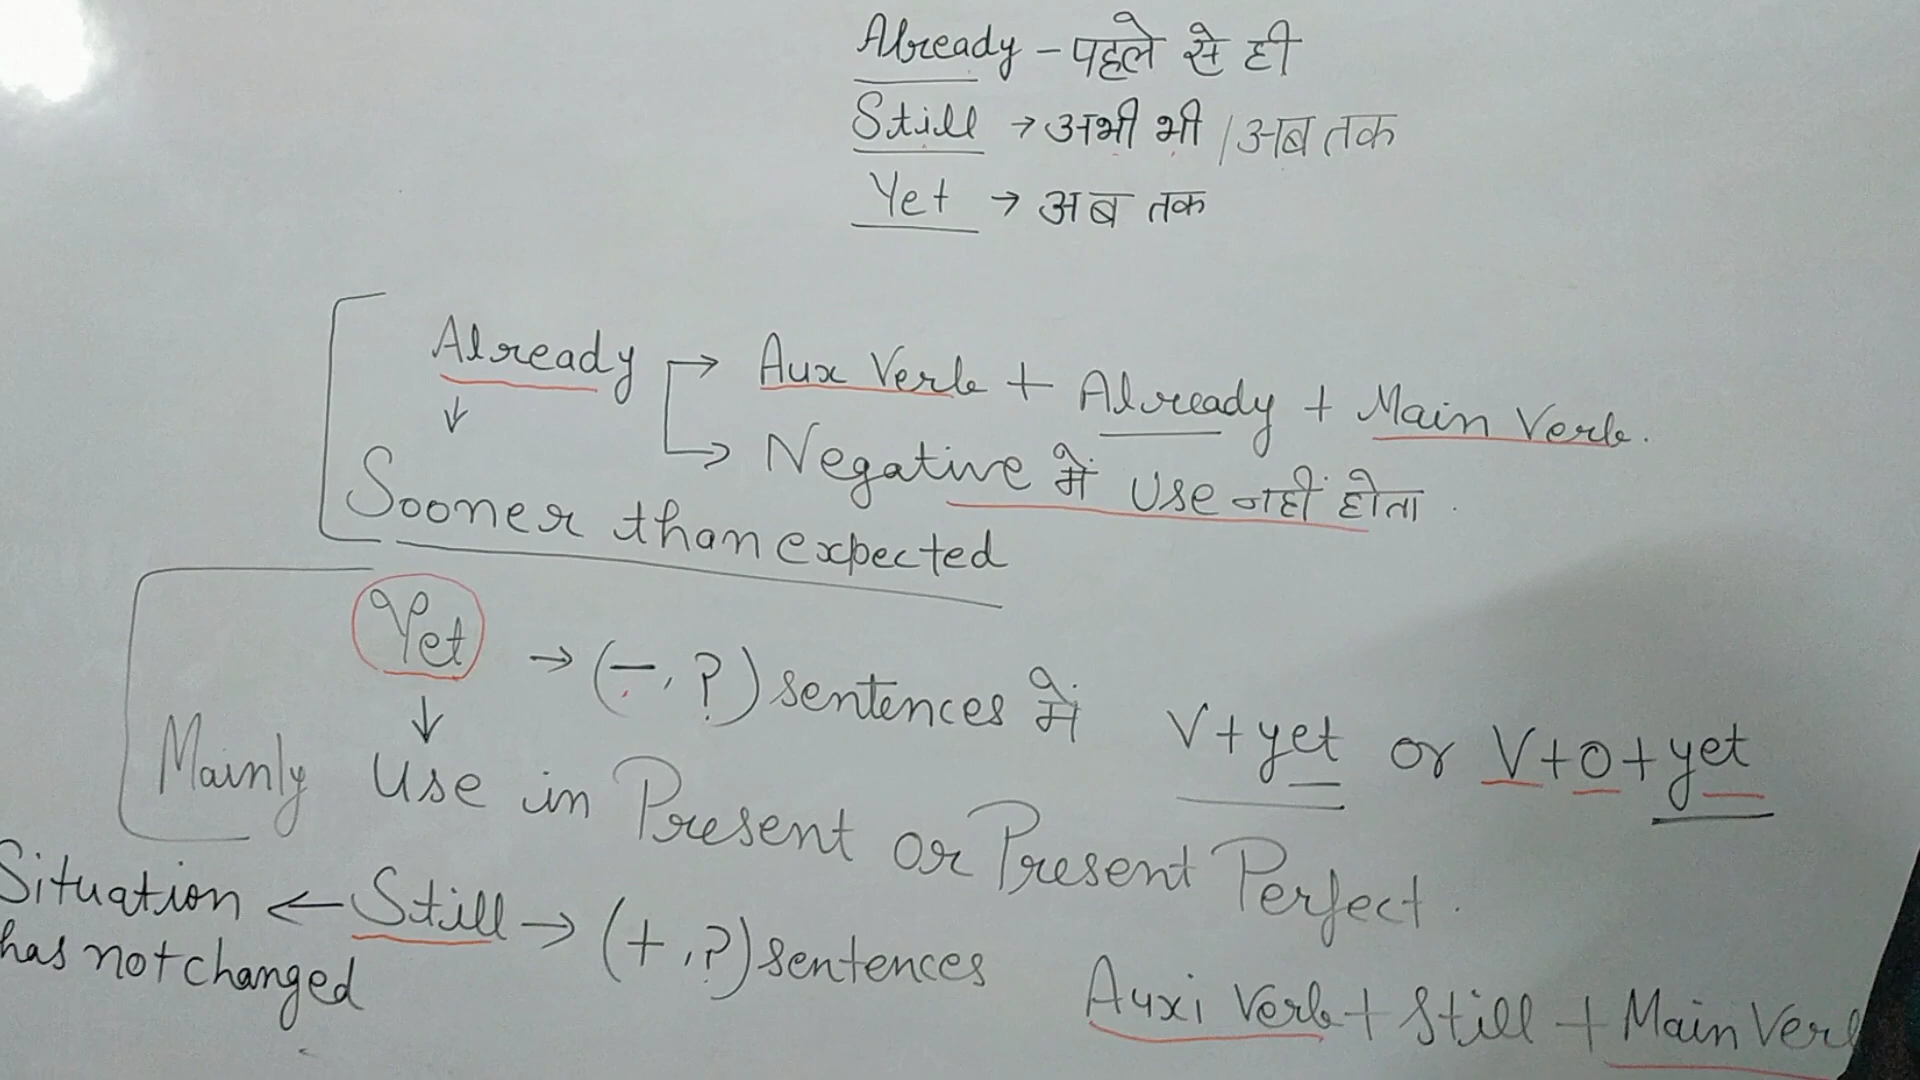 Already - पहले से ही
Still → अभी भी / अब तक
Yet → अब तक
Already → Aux Verb + Already + Main Verb.
→ Negative में use नहीं होता.
↓
Sooner than expected
Yet → (-, ?) sentences में V+yet or V+o+yet
↓
Mainly Use in Present or Present Perfect.
Situation has not changed ← Still → (+, ?) sentences
Auxi Verb + Still + Main Verb